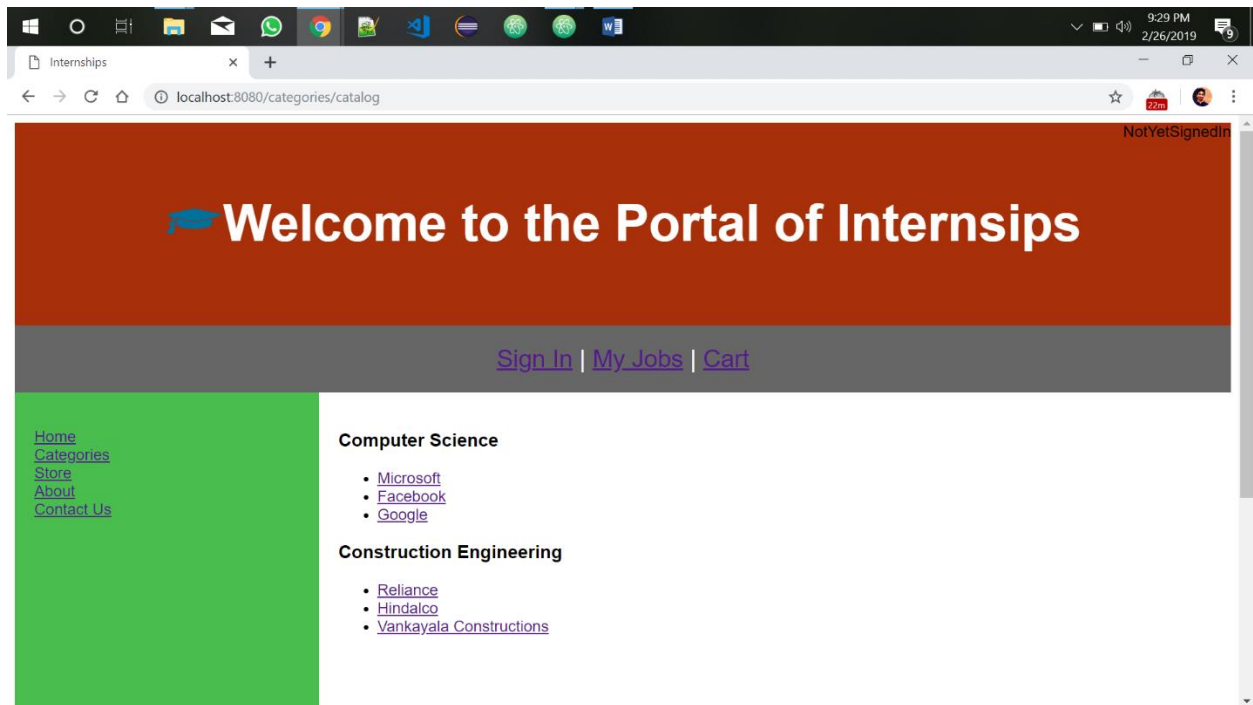 9:29 PM
2/26/2019
9
Internships
localhost:8080/categories/catalog
22m
NotYetSignedIn
Welcome to the Portal of Internsips
Sign In | My Jobs | Cart
Home
Categories
Store
About
Contact Us
Computer Science
• Microsoft
• Facebook
• Google
Construction Engineering
• Reliance
• Hindalco
• Vankayala Constructions